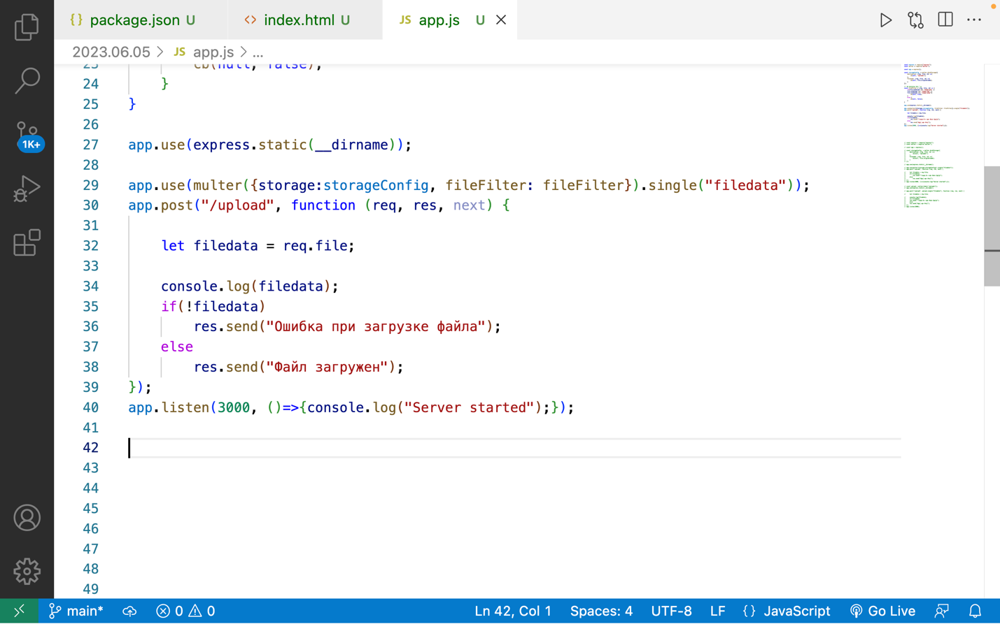 package.json U
index.html U
JS app.js U
2023.06.05 > JS app.js > ...
23 cb(null, false);
24 }
25 }
26
27 app.use(express.static(__dirname));
28
29 app.use(multer({storage:storageConfig, fileFilter: fileFilter}).single("filedata"));
30 app.post("/upload", function (req, res, next) {
31
32 let filedata = req.file;
33
34 console.log(filedata);
35 if(!filedata)
36 res.send("Ошибка при загрузке файла");
37 else
38 res.send("Файл загружен");
39 });
40 app.listen(3000, ()=>{console.log("Server started");});
41
42
43
44
45
46
47
48
49
1K+
main* 0 0 Ln 42, Col 1 Spaces: 4 UTF-8 LF {} JavaScript Go Live